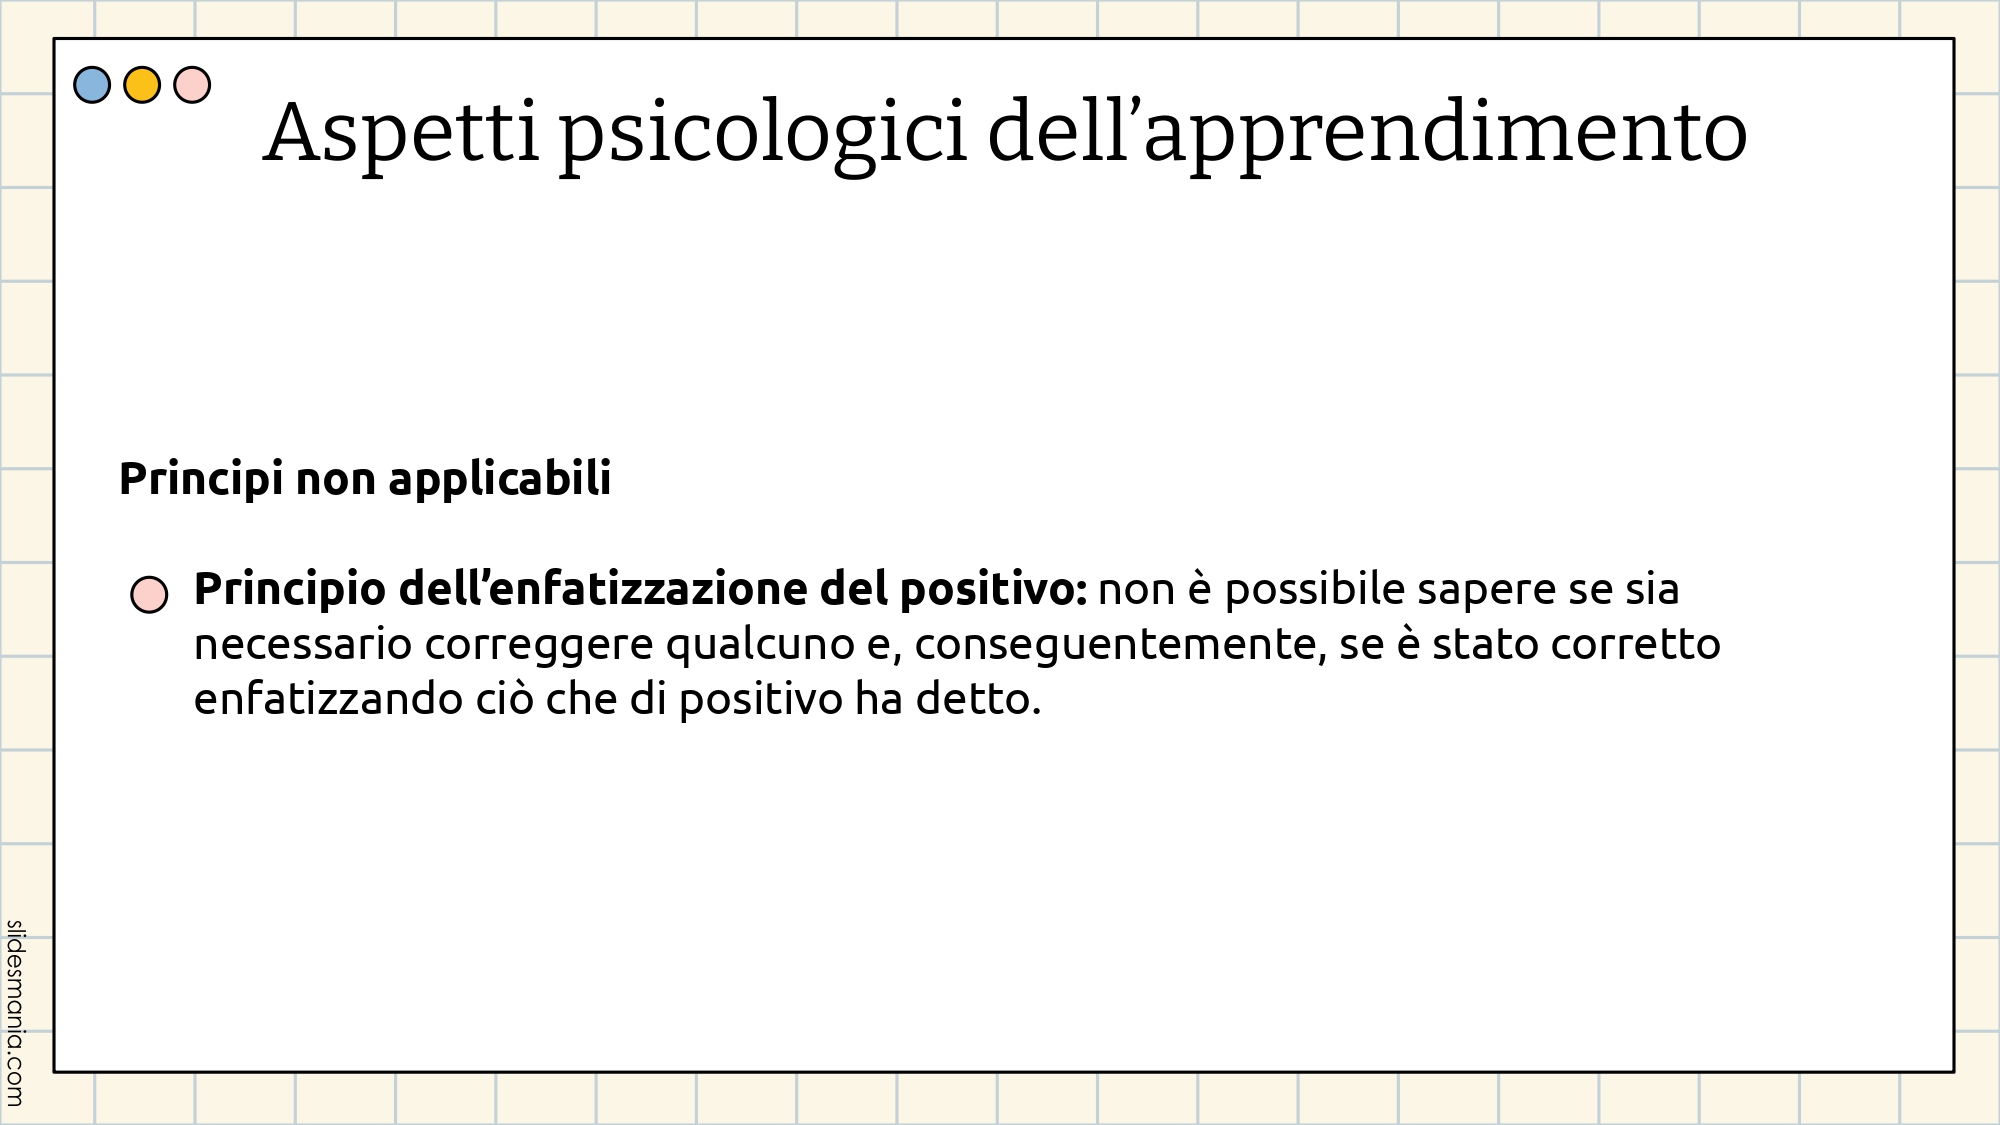 Aspetti psicologici dell’apprendimento
Principi non applicabili
Principio dell’enfatizzazione del positivo: non è possibile sapere se sia
necessario correggere qualcuno e, conseguentemente, se è stato corretto
enfatizzando ciò che di positivo ha detto.
slidesmania.com